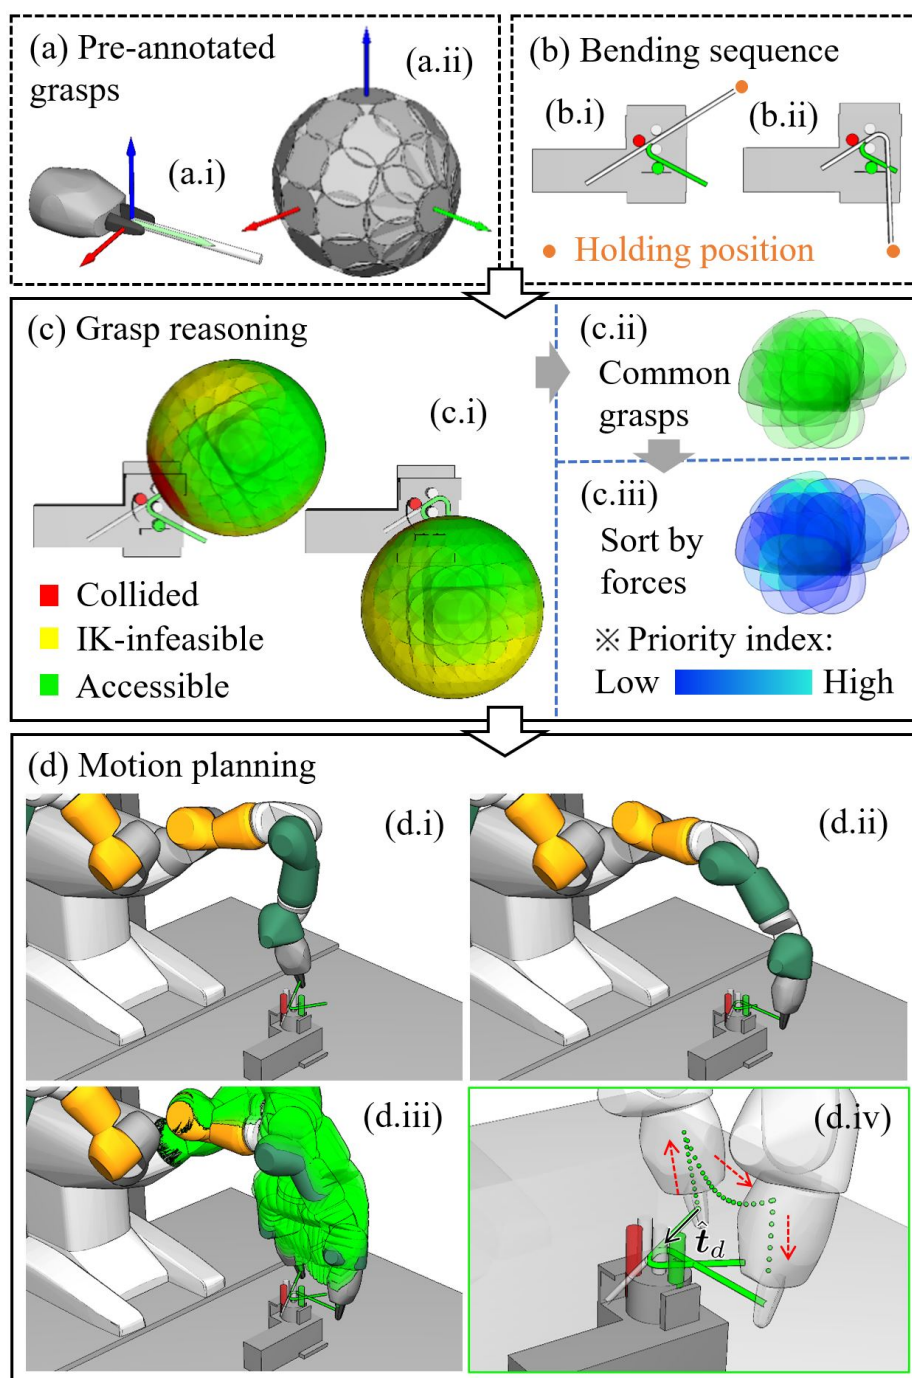 (a) Pre-annotated
grasps
(a.i)
(a.ii)
(b) Bending sequence
(b.i)
(b.ii)
Holding position
(c) Grasp reasoning
(c.i)
Collided
IK-infeasible
Accessible
(c.ii)
Common
grasps
(c.iii)
Sort by
forces
※ Priority index:
Low High
(d) Motion planning
(d.i)
(d.ii)
(d.iii)
(d.iv)
t̂_d